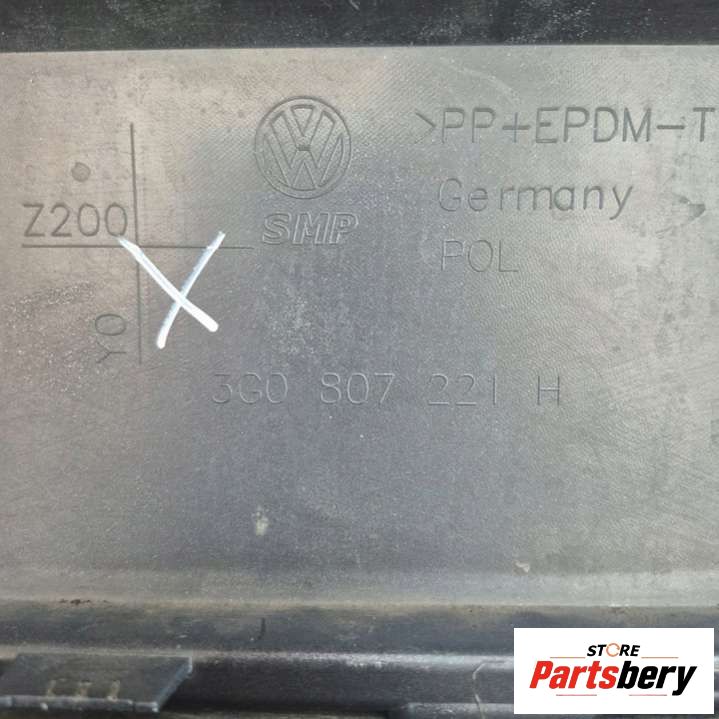 >PP+EPDM-T
Germany
POL
Z200
SMP
Y0
3G0 807 221 H
STORE
Partsbery